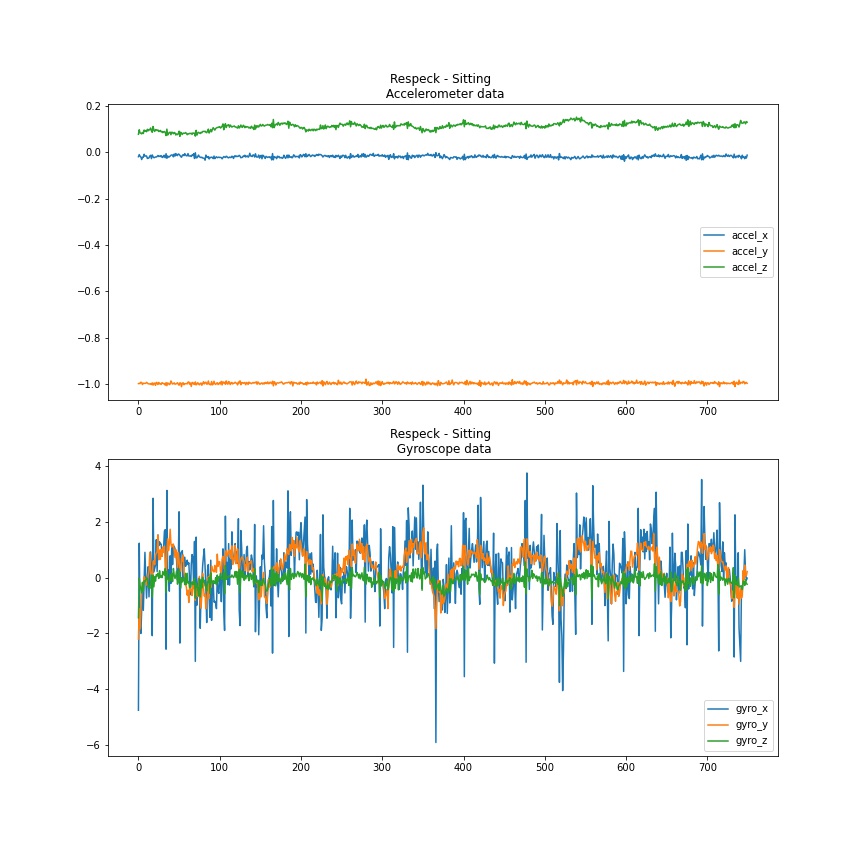 Respeck - Sitting
Accelerometer data
0.2
0.0
−0.2
−0.4
−0.6
−0.8
−1.0
accel_x
accel_y
accel_z
0 100 200 300 400 500 600 700
Respeck - Sitting
Gyroscope data
4
2
0
−2
−4
−6
gyro_x
gyro_y
gyro_z
0 100 200 300 400 500 600 700